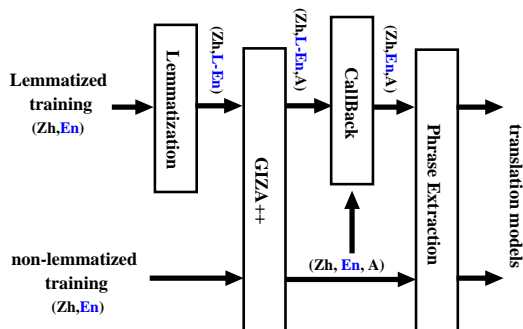 Lemmatized
training
(Zh,En)
Lemmatization
(Zh,L-En)
GIZA++
(Zh,L-En,A)
CallBack
(Zh,En,A)
Phrase Extraction
translation models
non-lemmatized
training
(Zh,En)
(Zh, En, A)